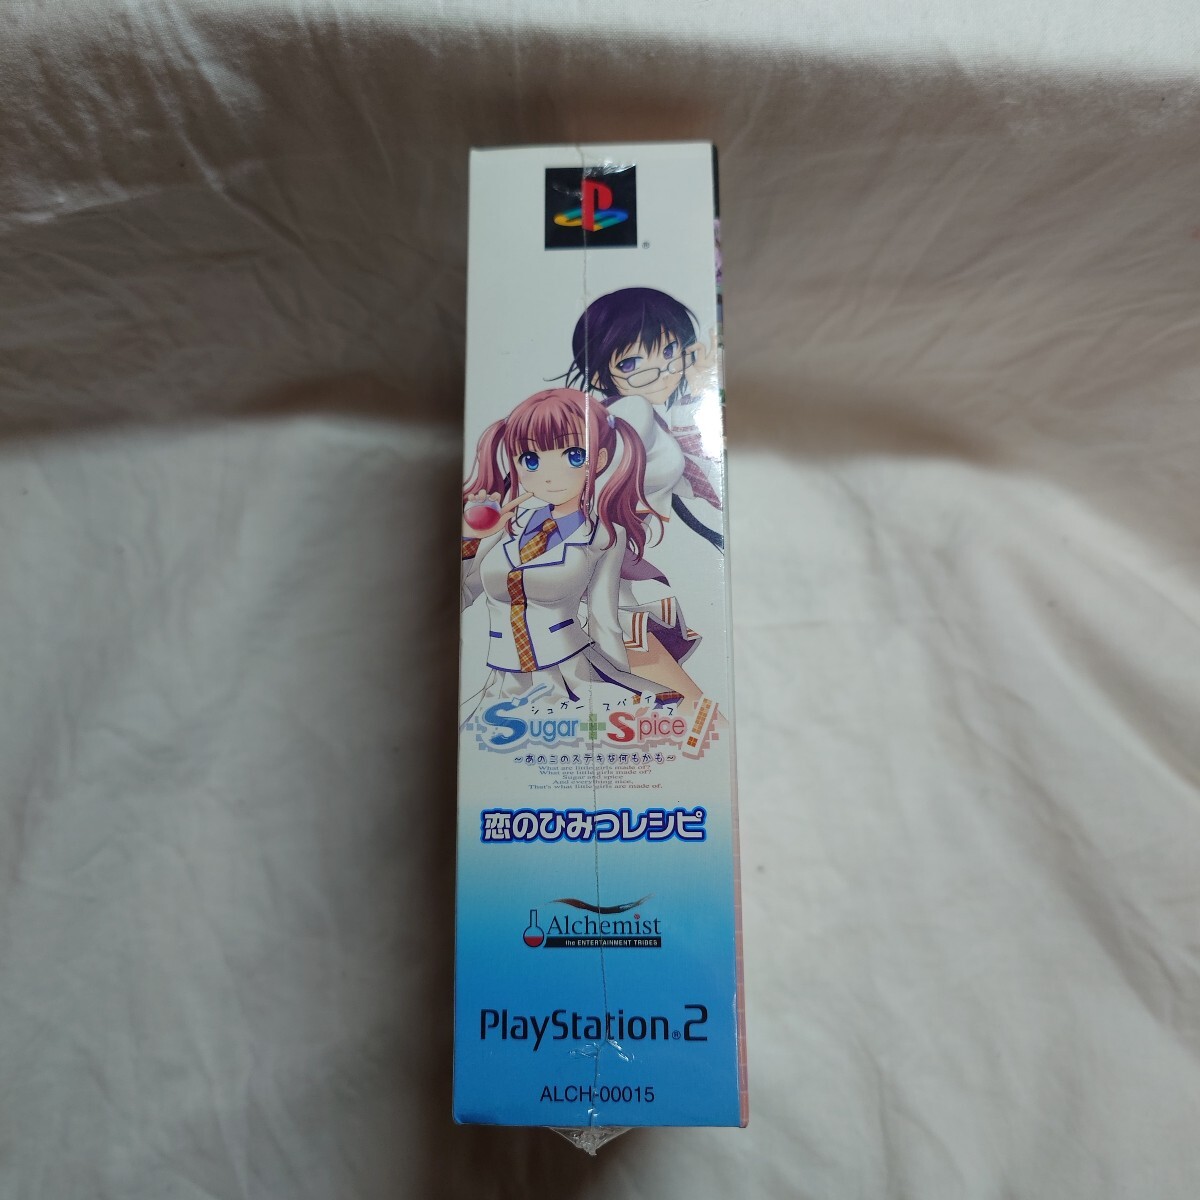 ®
シュガー スパイス
Sugar+Spice!!
～あのこのステキな何もかも～
What are little girls made of?
What are little girls made of?
Sugar and spice
And everything nice,
That's what little girls are made of.
恋のひみつレシピ
Alchemist
the ENTERTAINMENT TRIBES
PlayStation®2
ALCH-00015